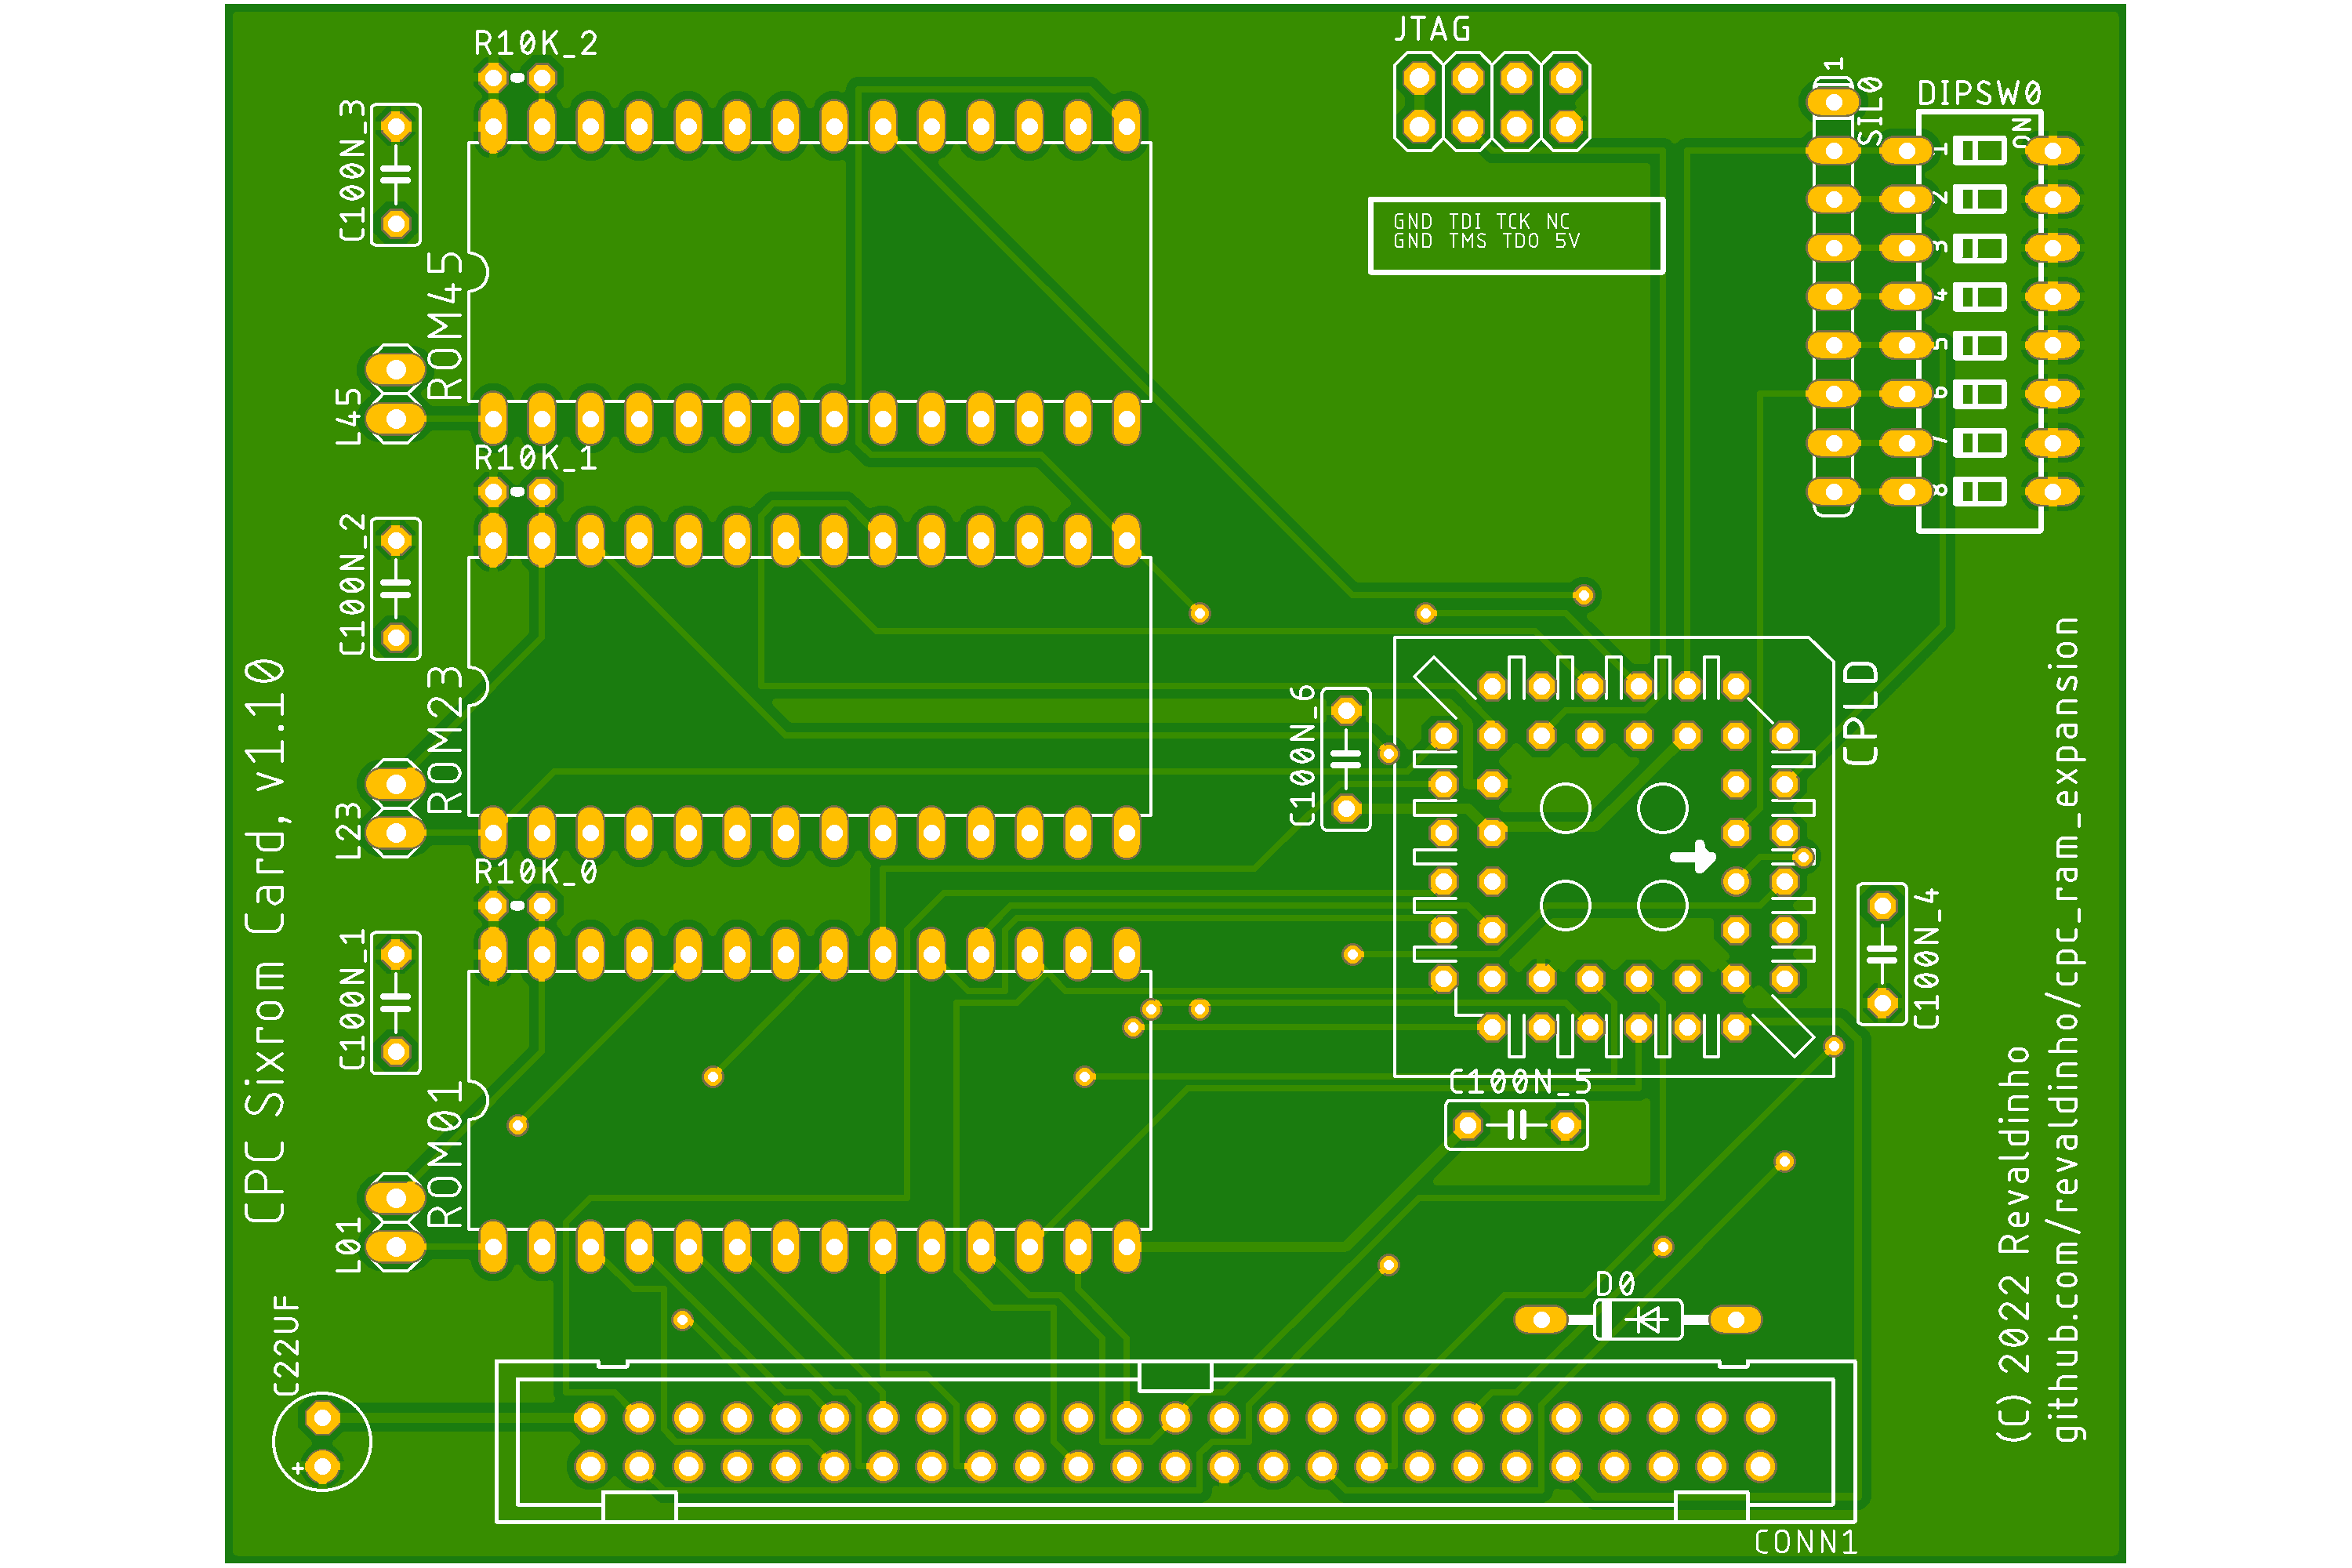 R10K_2
JTAG
1
SIL0
DIPSW0
ON
1
2
3
4
5
6
7
8
C100N_3
GND TDI TCK NC
GND TMS TDO 5V
ROM45
L45
R10K_1
C100N_2
ROM23
L23
C100N_6
CPLD
R10K_0
C100N_1
ROM01
L01
C100N_4
C100N_5
D0
C22UF
+
CONN1
CPC Sixrom Card, v1.10
(C) 2022 Revaldinho
github.com/revaldinho/cpc_ram_expansion